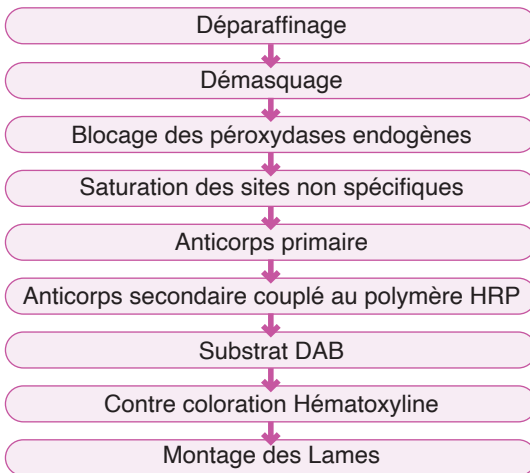 Déparaffinage
Démasquage
Blocage des péroxydases endogènes
Saturation des sites non spécifiques
Anticorps primaire
Anticorps secondaire couplé au polymère HRP
Substrat DAB
Contre coloration Hématoxyline
Montage des Lames